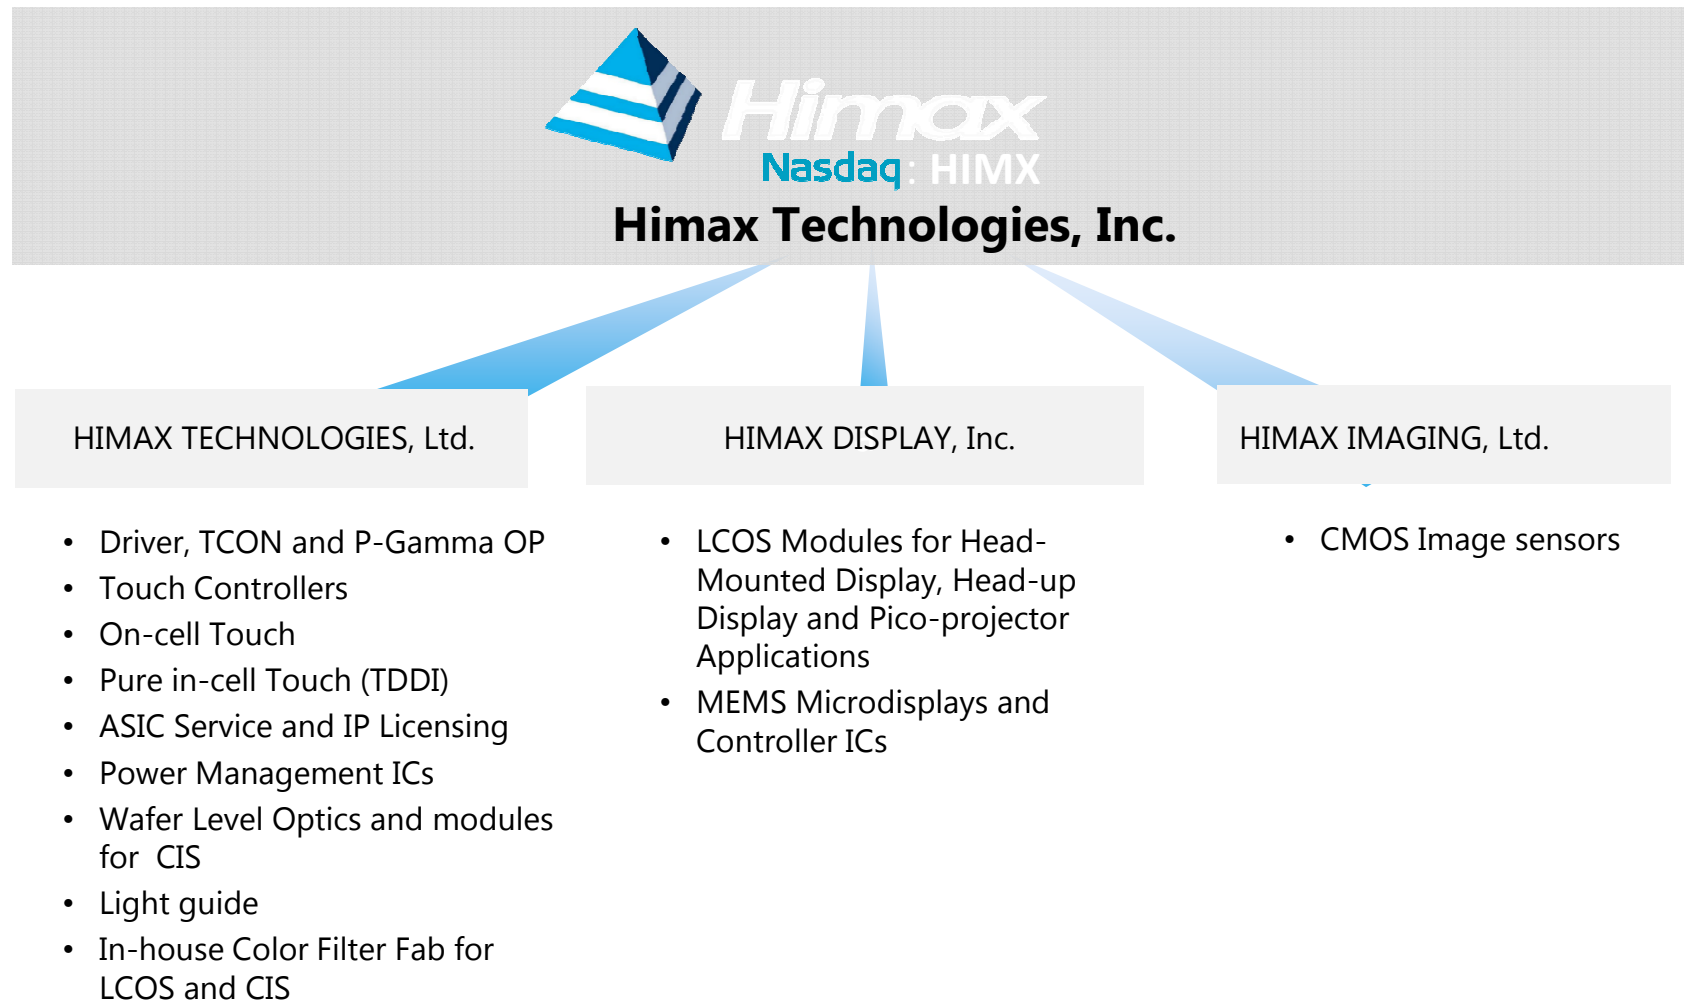 Himax
Nasdaq : HIMX
Himax Technologies, Inc.
HIMAX TECHNOLOGIES, Ltd.
• Driver, TCON and P-Gamma OP
• Touch Controllers
• On-cell Touch
• Pure in-cell Touch (TDDI)
• ASIC Service and IP Licensing
• Power Management ICs
• Wafer Level Optics and modules
for CIS
• Light guide
• In-house Color Filter Fab for
LCOS and CIS
HIMAX DISPLAY, Inc.
• LCOS Modules for Head-
Mounted Display, Head-up
Display and Pico-projector
Applications
• MEMS Microdisplays and
Controller ICs
HIMAX IMAGING, Ltd.
• CMOS Image sensors